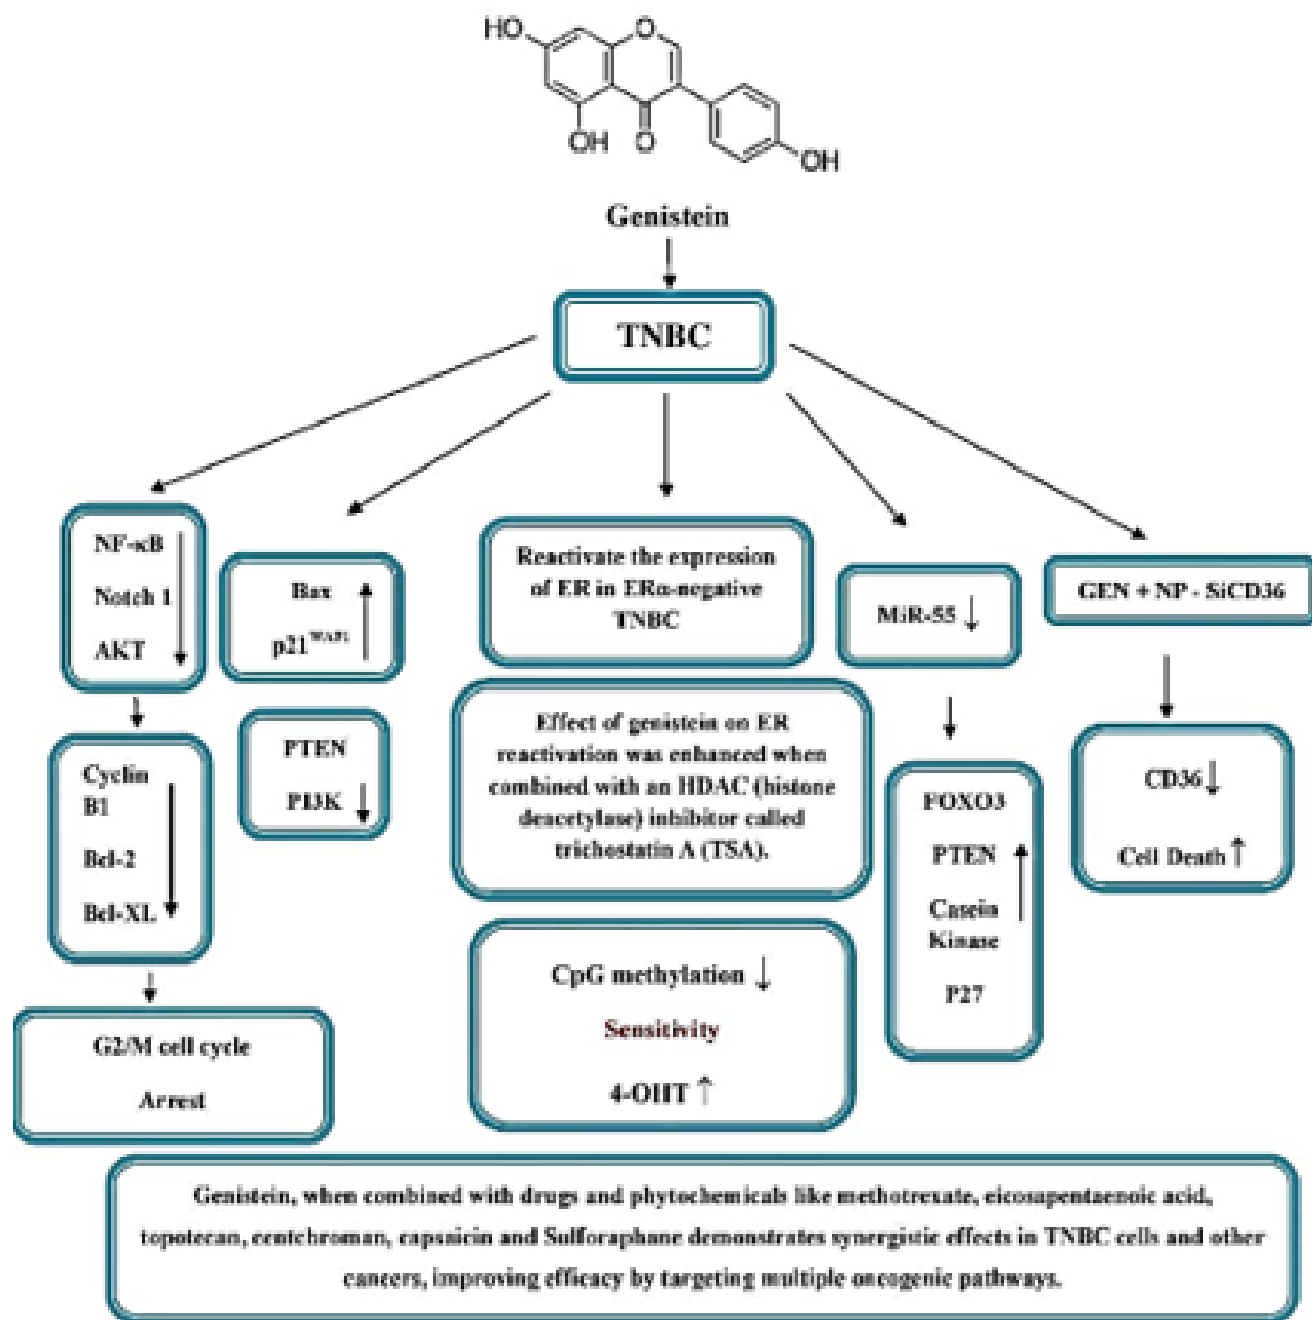 HO
O
OH
O
OH
Genistein
TNBC
NF-κB
Notch 1
AKT
Cyclin
B1
Bcl-2
Bcl-XL
G2/M cell cycle
Arrest
Bax
p21WAF1
PTEN
PI3K
Reactivate the expression
of ER in ERα-negative
TNBC
Effect of genistein on ER
reactivation was enhanced when
combined with an HDAC (histone
deacetylase) inhibitor called
trichostatin A (TSA).
CpG methylation ↓
Sensitivity
4-OHT ↑
MiR-55 ↓
FOXO3
PTEN
Casein
Kinase
P27
GEN + NP - SiCD36
CD36 ↓
Cell Death ↑
Genistein, when combined with drugs and phytochemicals like methotrexate, eicosapentaenoic acid,
topotecan, centchroman, capsaicin and Sulforaphane demonstrates synergistic effects in TNBC cells and other
cancers, improving efficacy by targeting multiple oncogenic pathways.